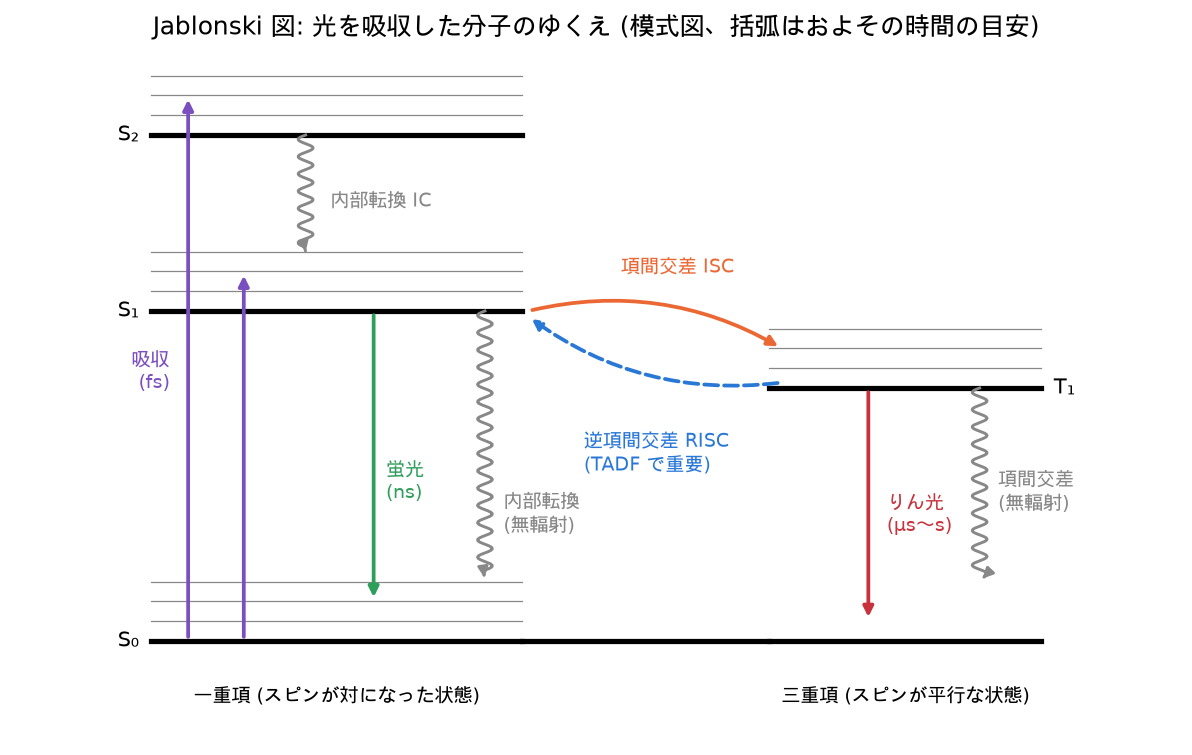 Jablonski 図: 光を吸収した分子のゆくえ (模式図、括弧はおよその時間の目安)
S₂
内部転換 IC
項間交差 ISC
S₁
吸収
(fs)
T₁
逆項間交差 RISC
(TADF で重要)
蛍光
(ns)
内部転換
(無輻射)
りん光
(μs〜s)
項間交差
(無輻射)
S₀
一重項 (スピンが対になった状態)
三重項 (スピンが平行な状態)